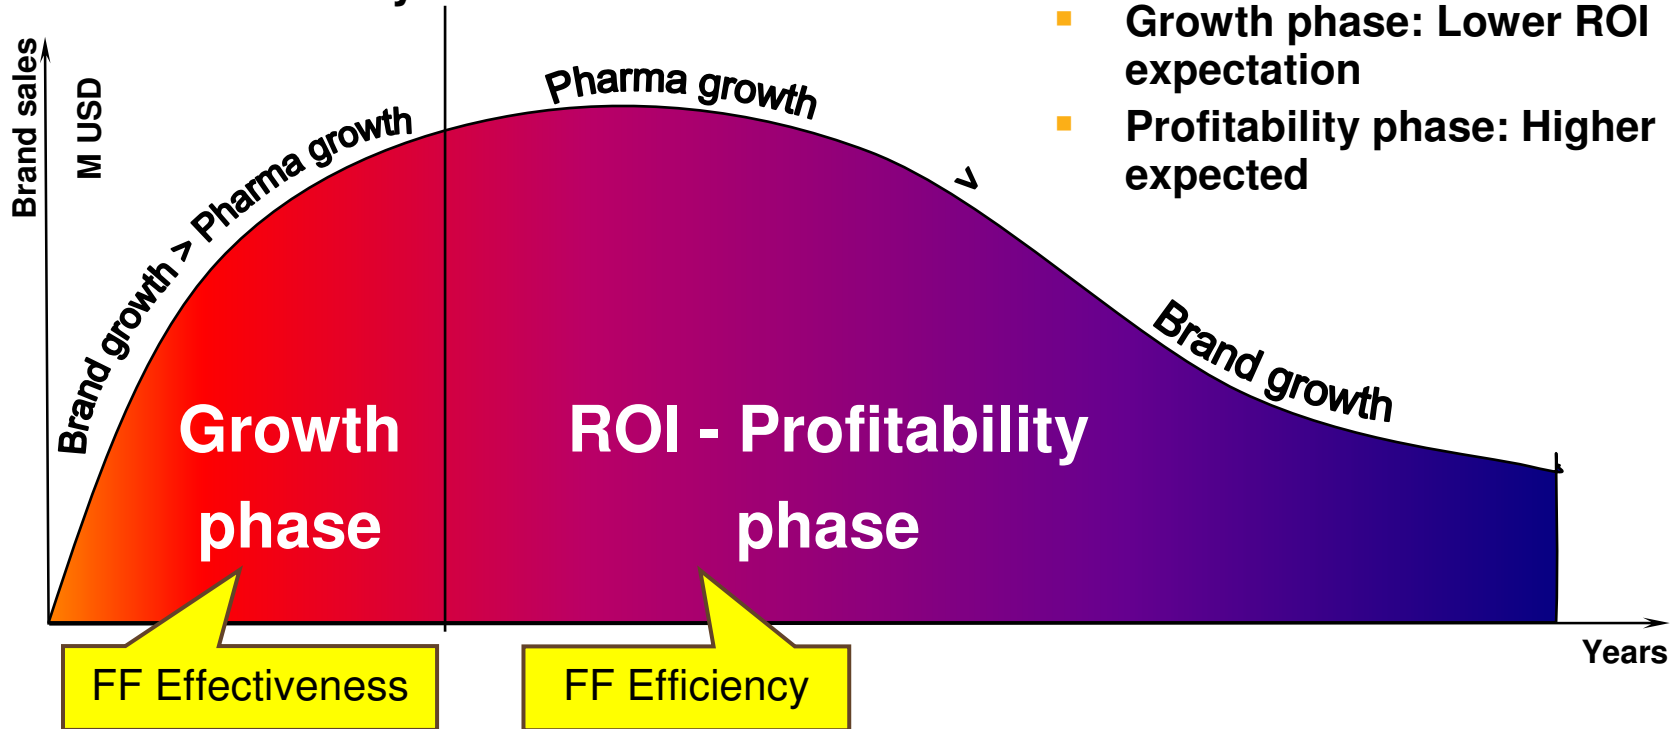 Growth phase: Lower ROI
expectation
Profitability phase: Higher
expected
Brand sales
M USD
Brand growth > Pharma growth
Pharma growth
>
Brand growth
Growth
phase
ROI - Profitability
phase
FF Effectiveness
FF Efficiency
Years